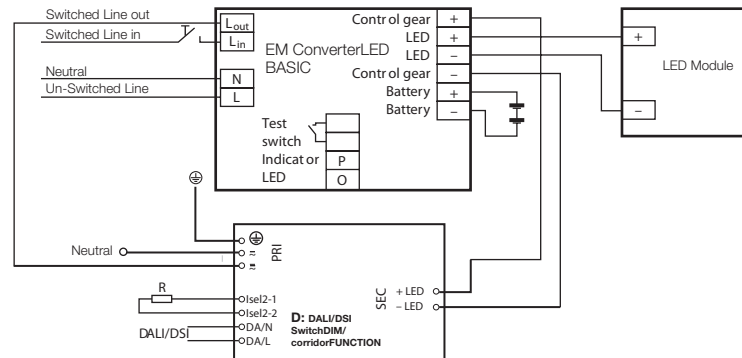 Switched Line out
Switched Line in
Neutral
Un-Switched Line
Lout
Lin
N
L
EM ConverterLED
BASIC
Test
switch
Indicator
LED
P
O
Control gear +
LED +
LED −
Control gear −
Battery +
Battery −
+
−
LED Module
Neutral
PRI
R
Isel2-1
Isel2-2
DALI/DSI
DA/N
DA/L
D: DALI/DSI
SwitchDIM/
corridorFUNCTION
SEC
+ LED
− LED